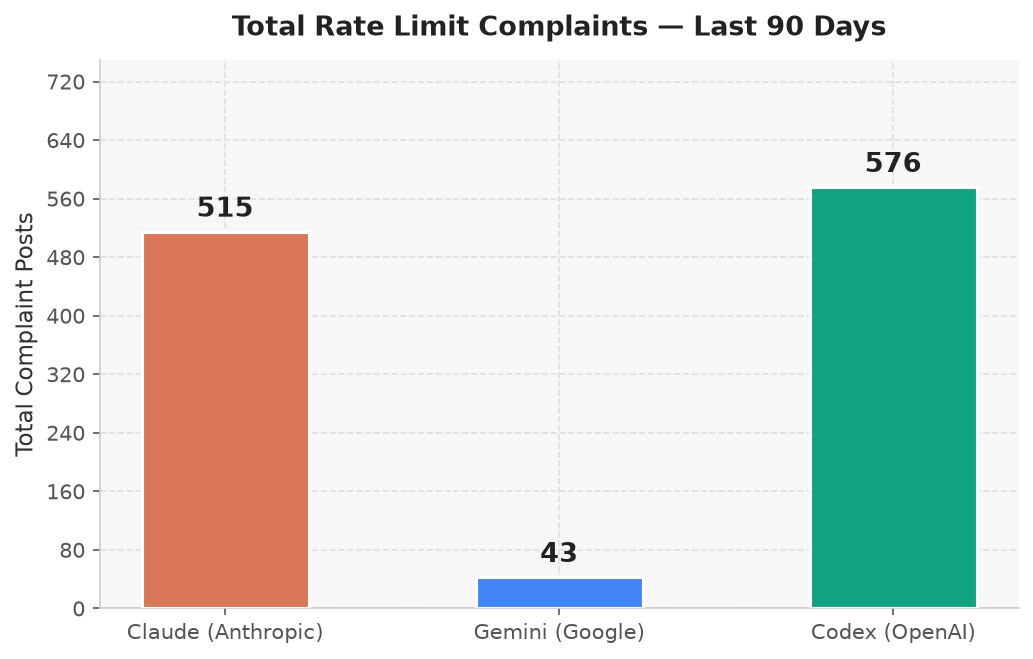 Total Rate Limit Complaints — Last 90 Days
Total Complaint Posts
720
640
560
480
400
320
240
160
80
0
515
43
576
Claude (Anthropic)
Gemini (Google)
Codex (OpenAI)